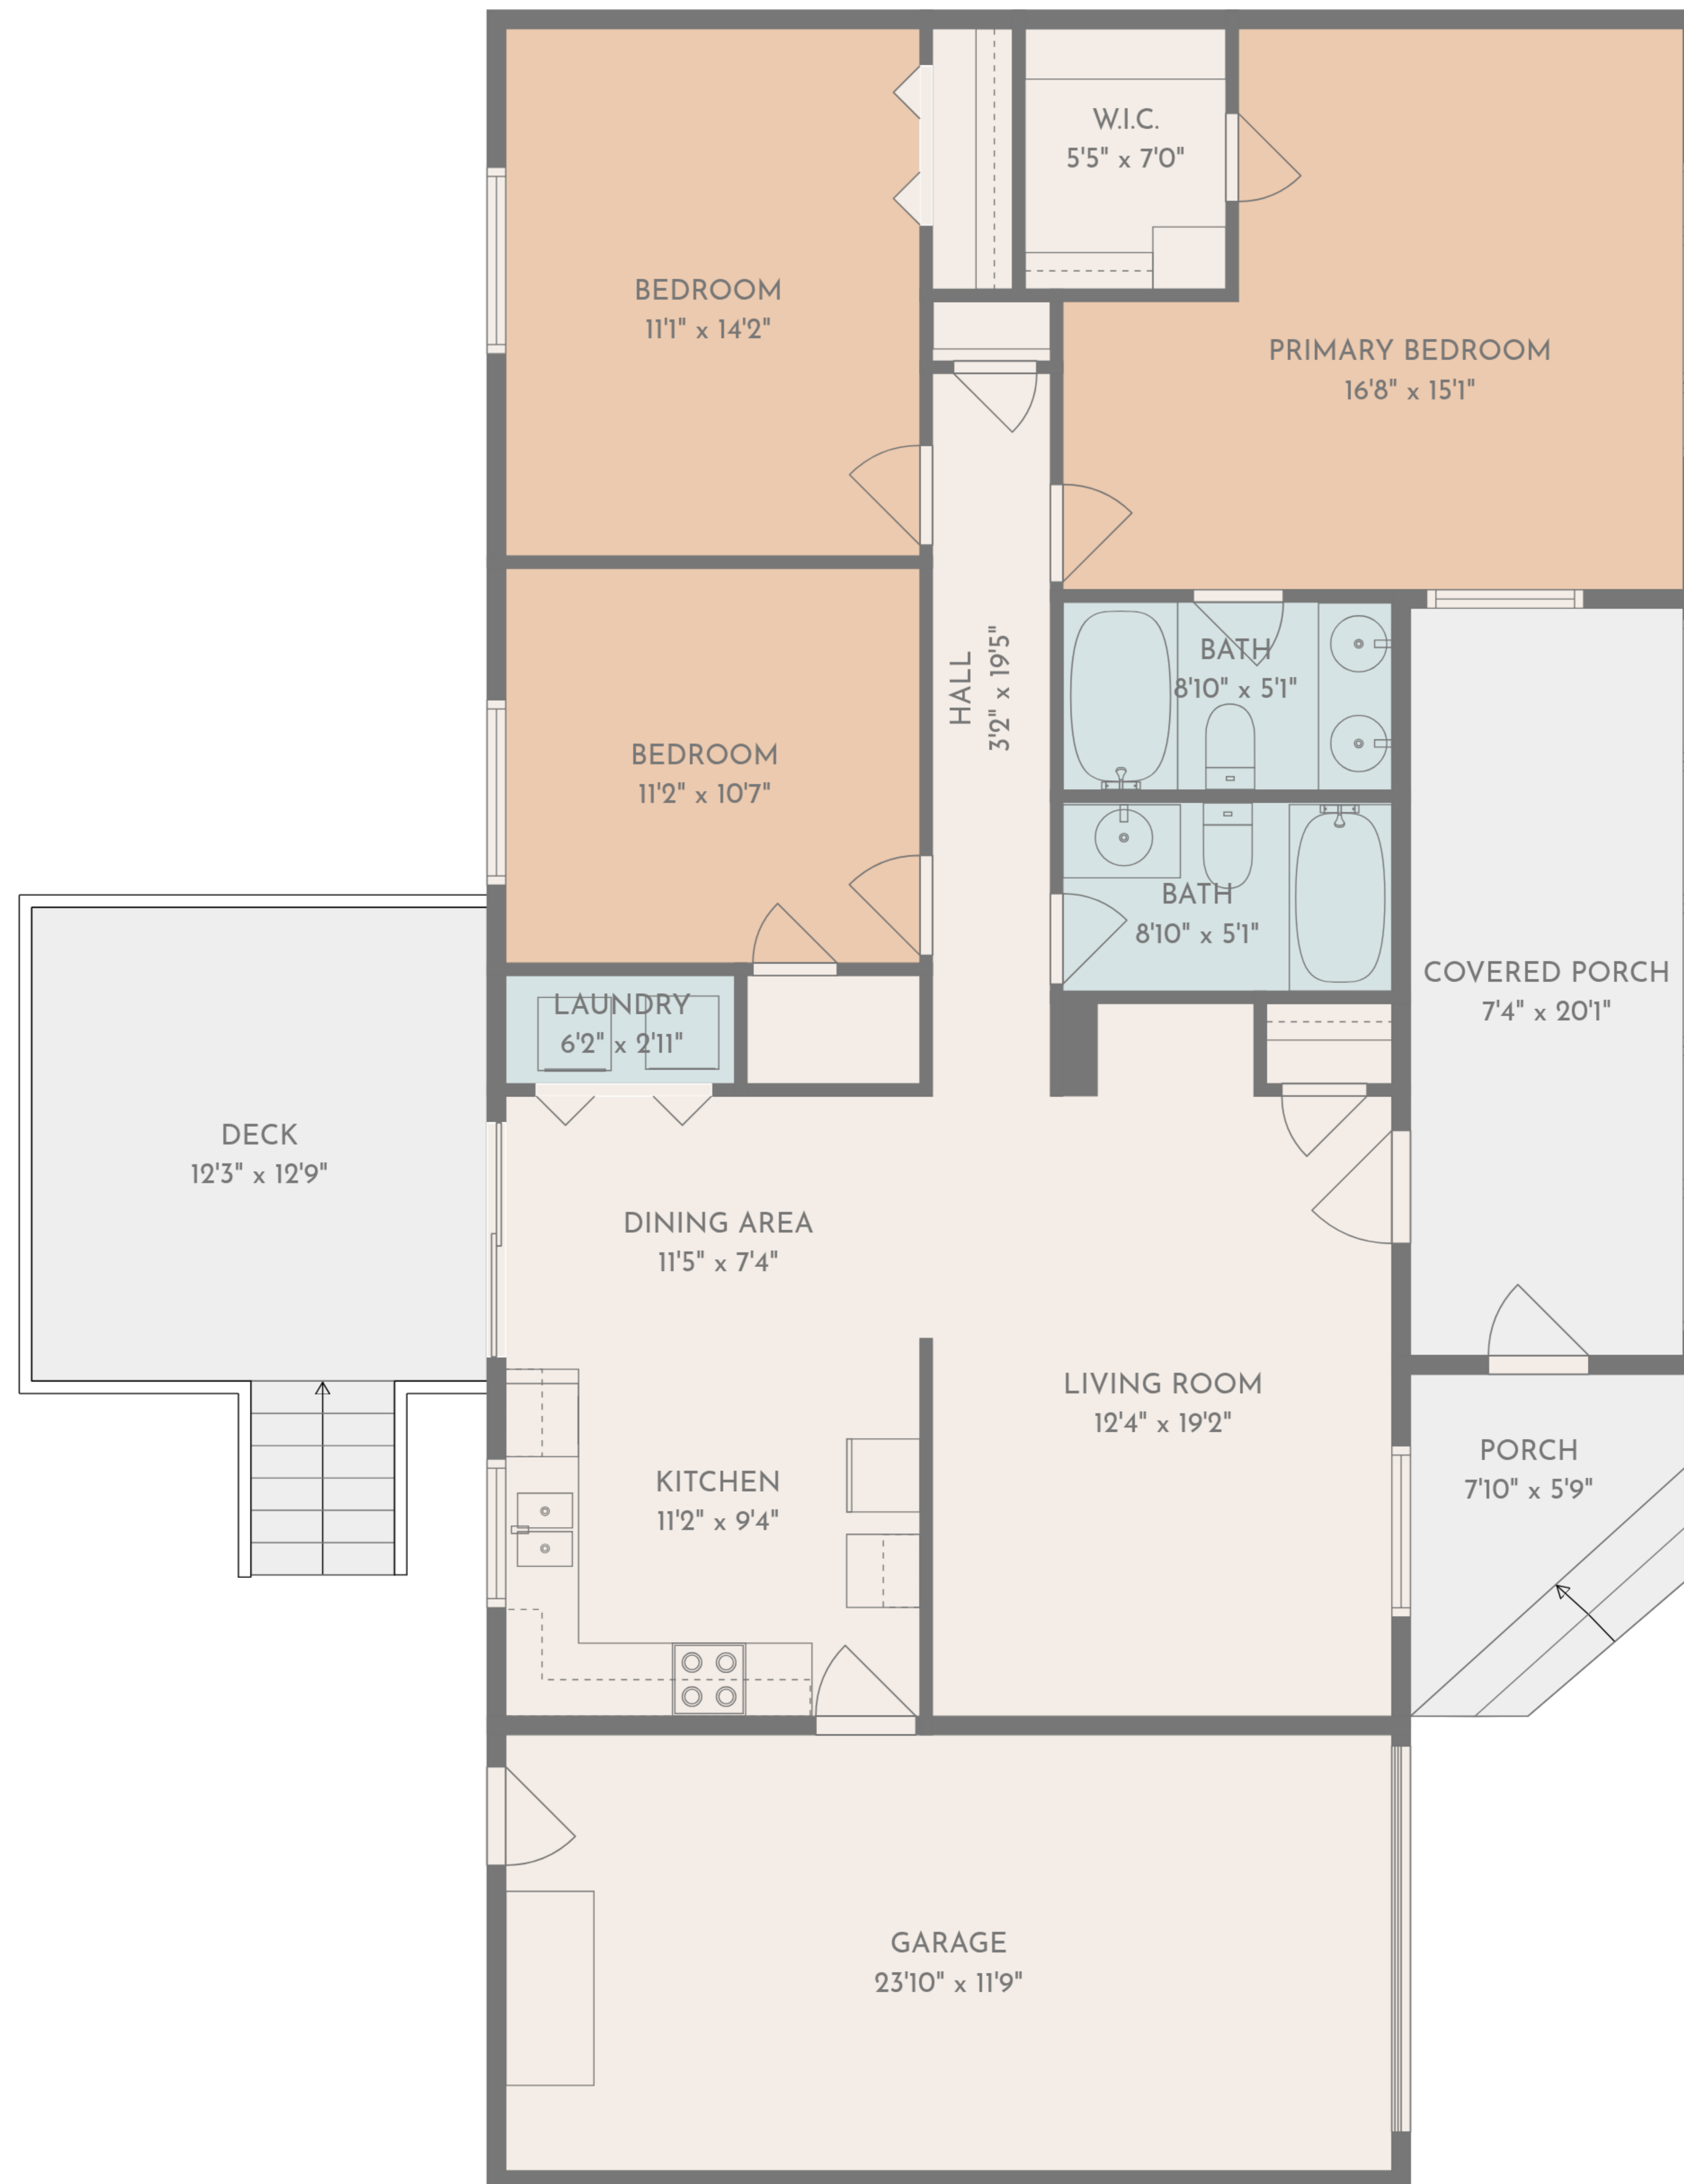 W.I.C.
5'5" x 7'0"
BEDROOM
11'1" x 14'2"
PRIMARY BEDROOM
16'8" x 15'1"
HALL
3'2" x 19'5"
BATH
8'10" x 5'1"
BEDROOM
11'2" x 10'7"
BATH
8'10" x 5'1"
COVERED PORCH
7'4" x 20'1"
LAUNDRY
6'2" x 2'11"
DECK
12'3" x 12'9"
DINING AREA
11'5" x 7'4"
LIVING ROOM
12'4" x 19'2"
PORCH
7'10" x 5'9"
KITCHEN
11'2" x 9'4"
GARAGE
23'10" x 11'9"